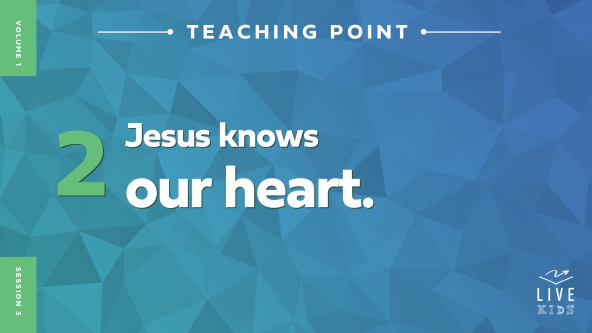 VOLUME 1
TEACHING POINT
2
Jesus knows
our heart.
SESSION 3
LIVE
KIDS